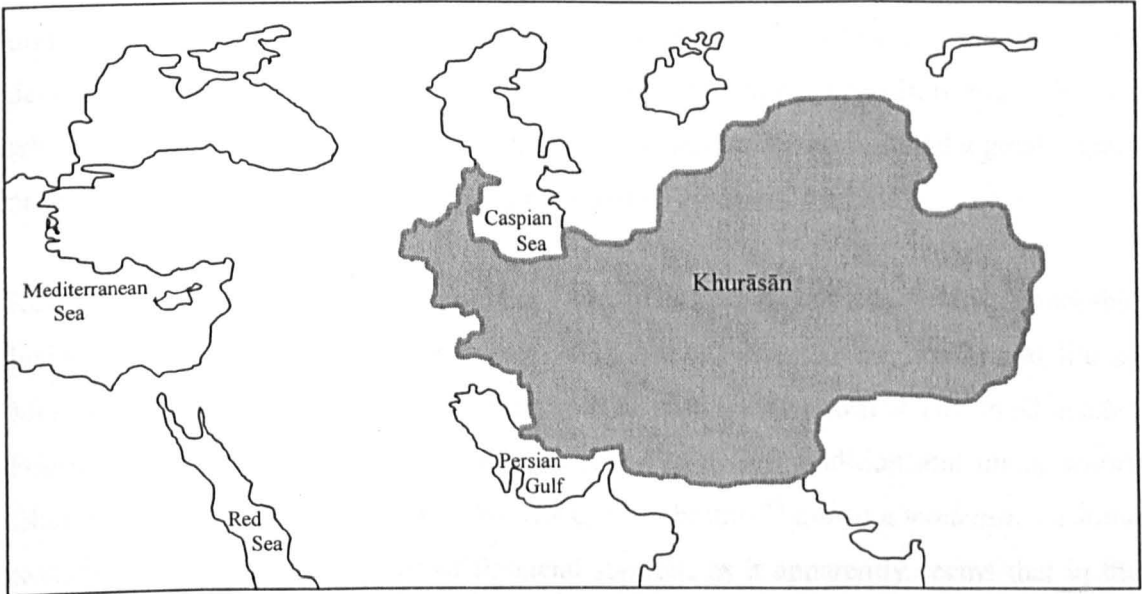 Caspian
Sea
Mediterranean
Sea
Khurāsān
Persian
Gulf
Red
Sea